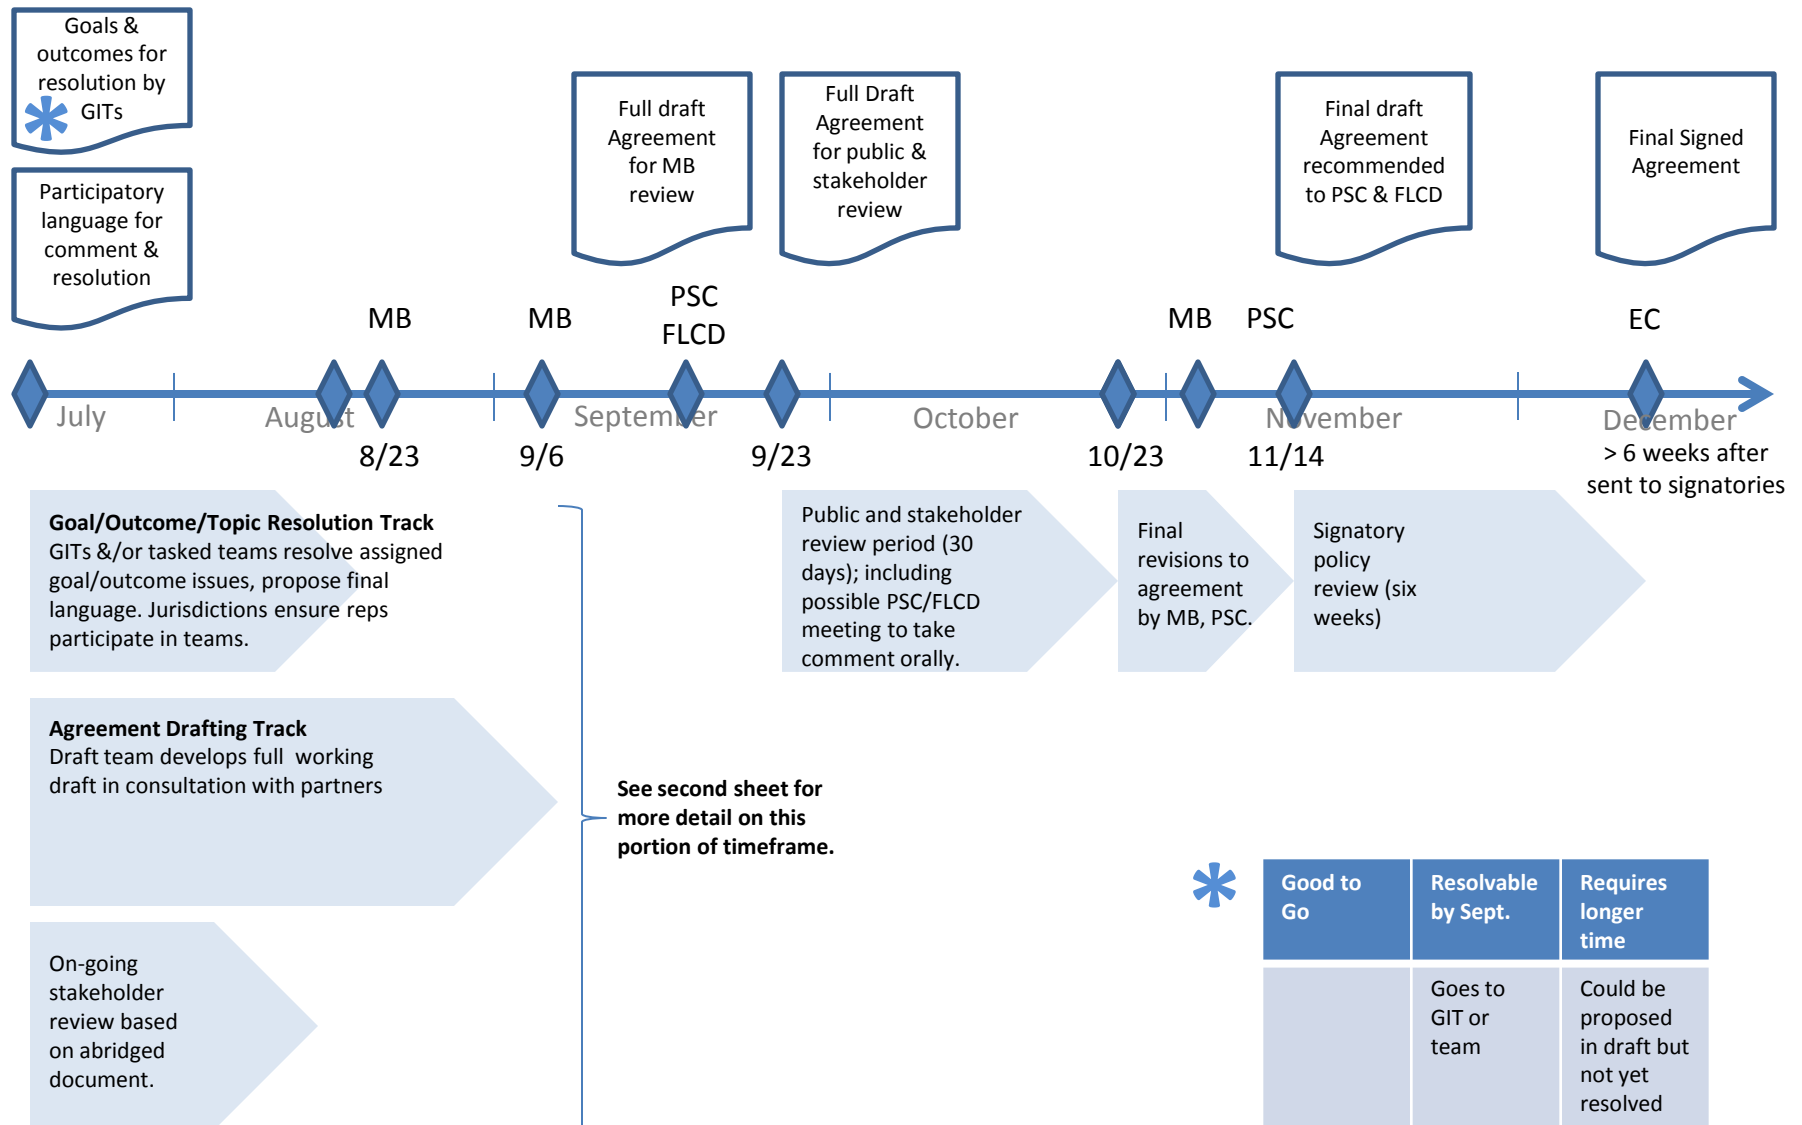 Goals &
outcomes for
resolution by
GITs
Participatory
language for
comment &
resolution
Full draft
Agreement
for MB
review
Full Draft
Agreement
for public &
stakeholder
review
Final draft
Agreement
recommended
to PSC & FLCD
Final Signed
Agreement
MB
MB
PSC
FLCD
MB
PSC
EC
July
August
September
October
November
December
8/23
9/6
9/23
10/23
11/14
> 6 weeks after
sent to signatories
Goal/Outcome/Topic Resolution Track
GITs &/or tasked teams resolve assigned
goal/outcome issues, propose final
language. Jurisdictions ensure reps
participate in teams.
Public and stakeholder
review period (30
days); including
possible PSC/FLCD
meeting to take
comment orally.
Final
revisions to
agreement
by MB, PSC.
Signatory
policy
review (six
weeks)
Agreement Drafting Track
Draft team develops full working
draft in consultation with partners
See second sheet for
more detail on this
portion of timeframe.
On-going
stakeholder
review based
on abridged
document.
Good to
Go
Resolvable
by Sept.
Requires
longer
time
Goes to
GIT or
team
Could be
proposed
in draft but
not yet
resolved